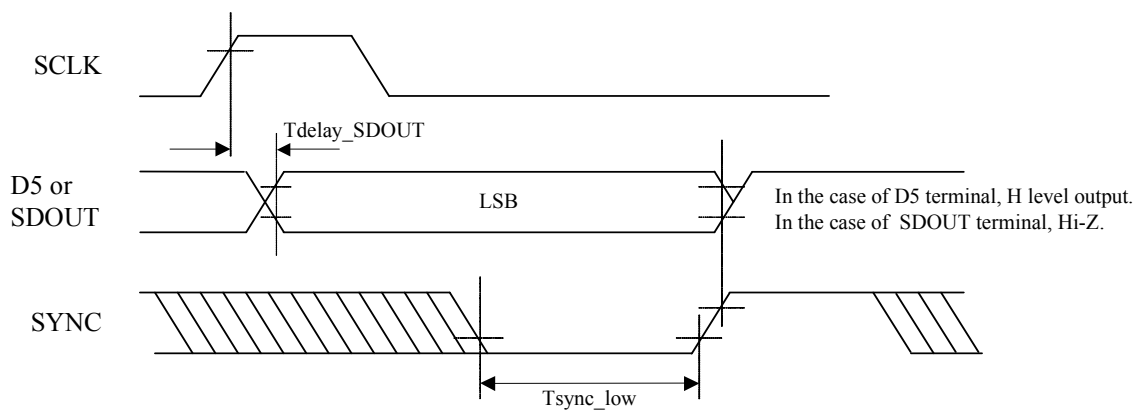 SCLK
Tdelay_SDOUT
D5 or
SDOUT
LSB
In the case of D5 terminal, H level output.
In the case of SDOUT terminal, Hi-Z.
SYNC
Tsync_low